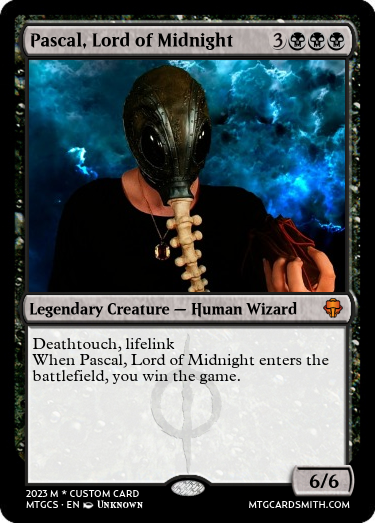 Pascal, Lord of Midnight 3
Legendary Creature — Human Wizard
Deathtouch, lifelink
When Pascal, Lord of Midnight enters the
battlefield, you win the game.
6/6
2023 M * CUSTOM CARD
MTGCS · EN Unknown
MTGCARDSMITH.COM